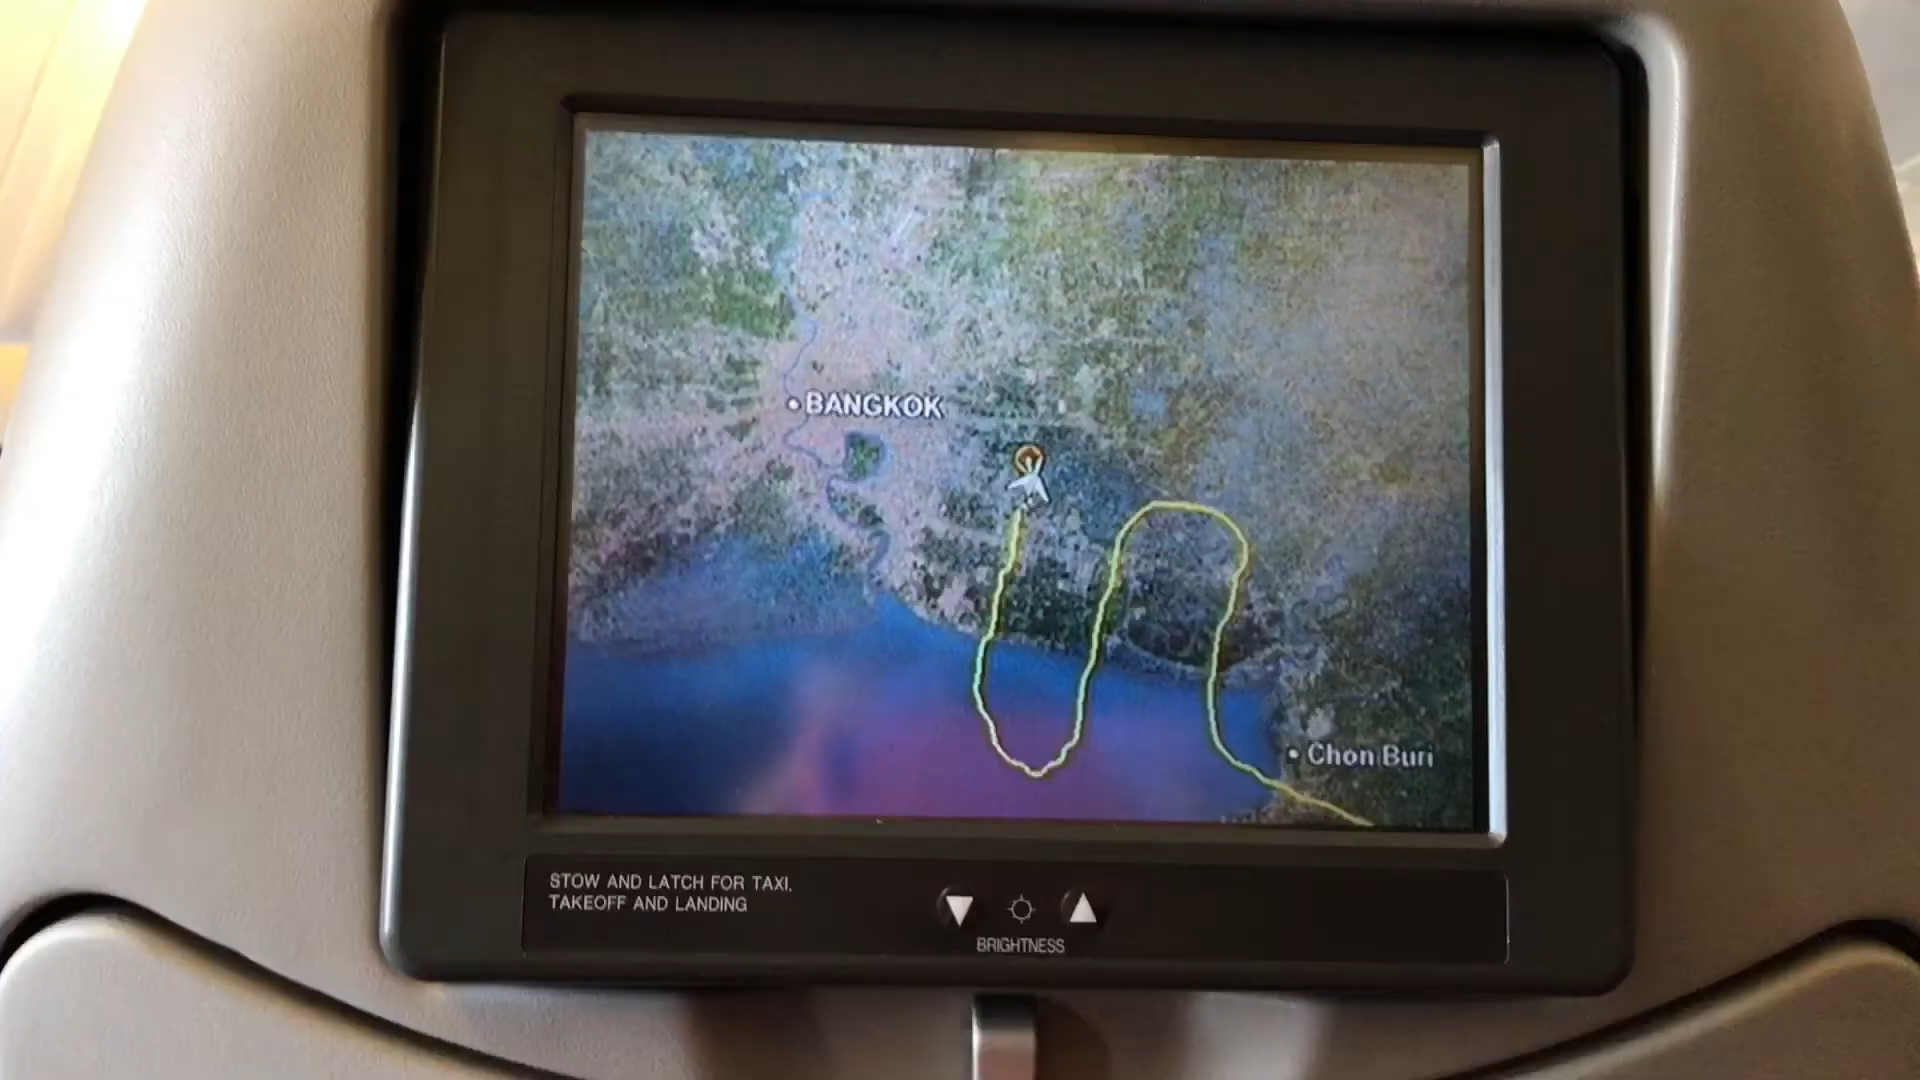 BANGKOK
Chon Buri
STOW AND LATCH FOR TAXI,
TAKEOFF AND LANDING
BRIGHTNESS